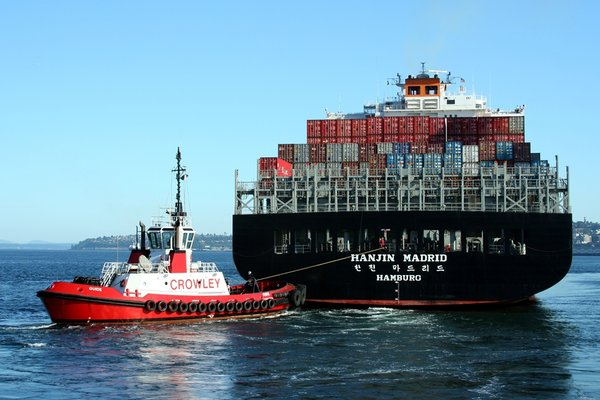 CROWLEY
HANJIN MADRID
한진 마드리드
HAMBURG